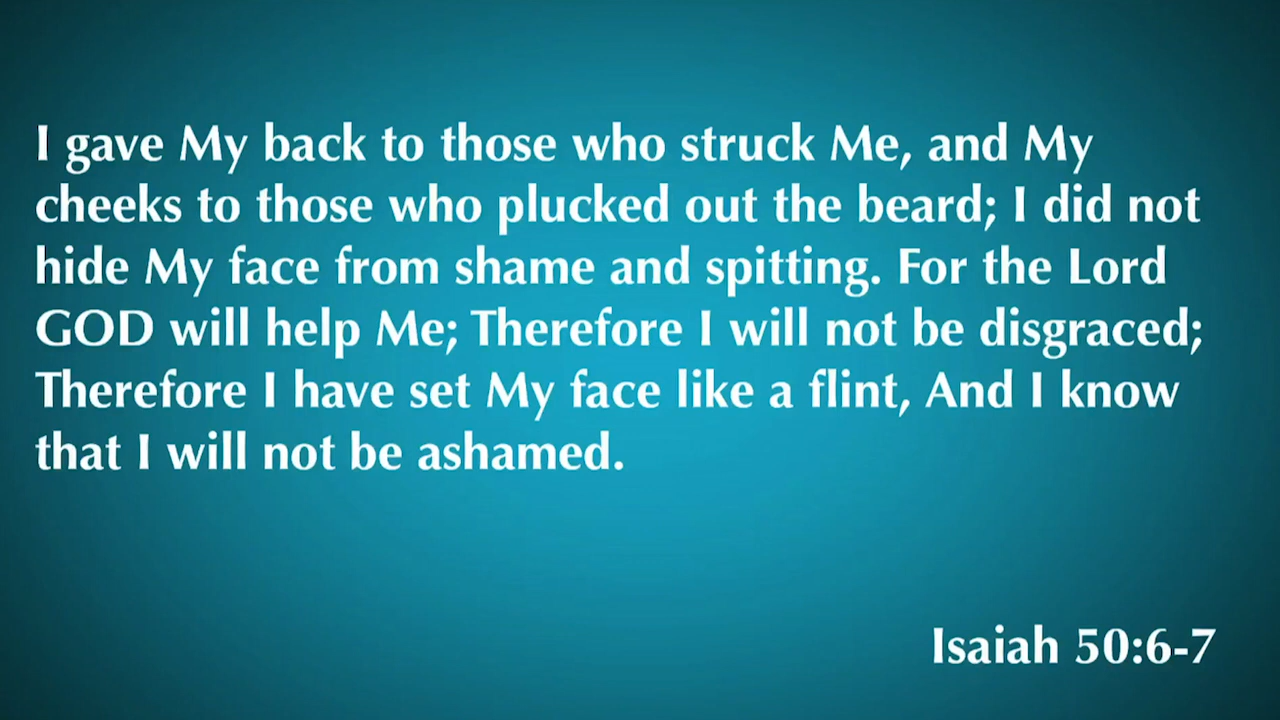 I gave My back to those who struck Me, and My
cheeks to those who plucked out the beard; I did not
hide My face from shame and spitting. For the Lord
GOD will help Me; Therefore I will not be disgraced;
Therefore I have set My face like a flint, And I know
that I will not be ashamed.
Isaiah 50:6-7